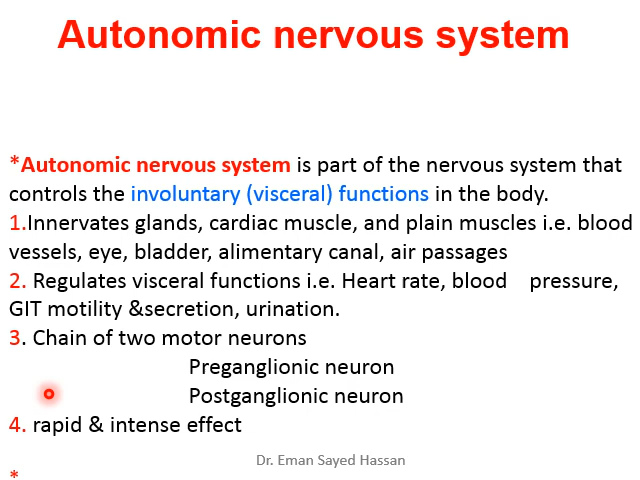 Autonomic nervous system
*Autonomic nervous system is part of the nervous system that
controls the involuntary (visceral) functions in the body.
1.Innervates glands, cardiac muscle, and plain muscles i.e. blood
vessels, eye, bladder, alimentary canal, air passages
2. Regulates visceral functions i.e. Heart rate, blood pressure,
GIT motility &secretion, urination.
3. Chain of two motor neurons
Preganglionic neuron
Postganglionic neuron
4. rapid & intense effect
Dr. Eman Sayed Hassan
*